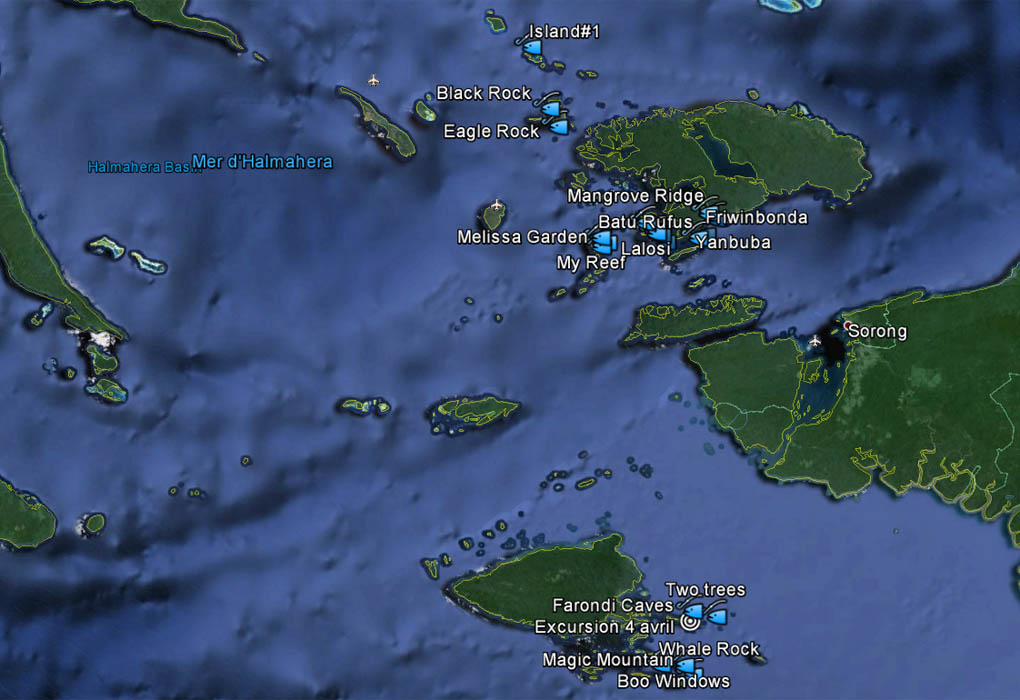 Island#1
Black Rock
Eagle Rock
Halmahera Bas...
Mer d'Halmahera
Mangrove Ridge
Batu Rufus
Friwinbonda
Melissa Garden
Lalosi
Yanbuba
My Reef
Sorong
Two trees
Farondi Caves
Excursion 4 avril
Whale Rock
Magic Mountain
Boo Windows